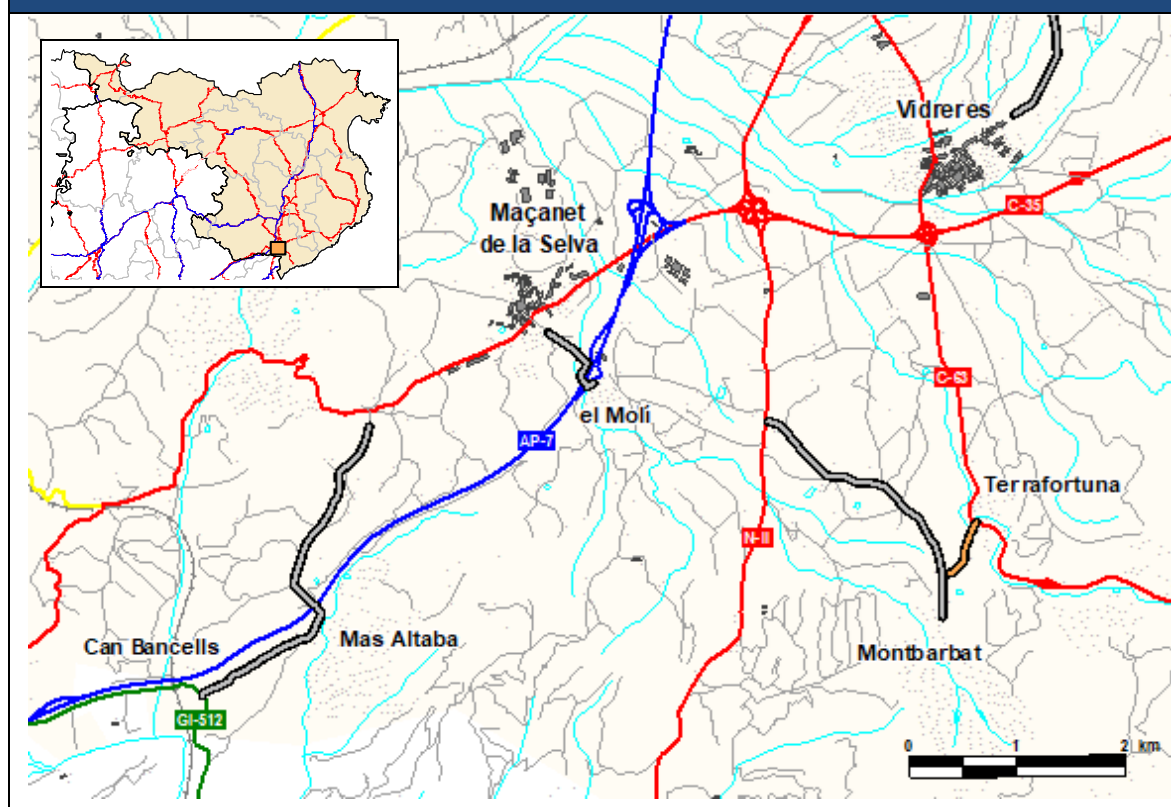 Vidreres
C-35
Maçanet
de la Selva
C-63
el Molí
AP-7
Terrafortuna
N-II
Can Bancells
Mas Altaba
Montbarbat
GI-512
0 1 2 km